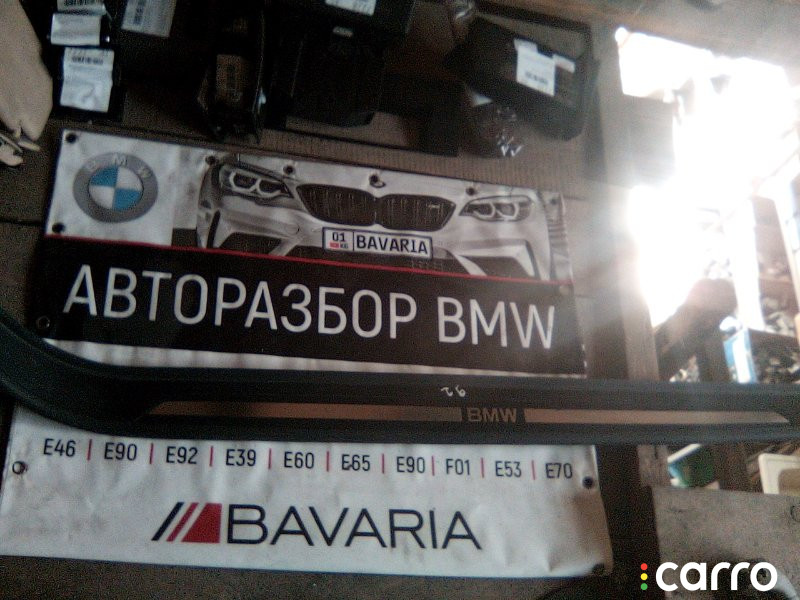 BMW
01 KG BAVARIA
АВТОРАЗБОР BMW
BMW
E46 | E90 | E92 | E39 | E60 | E65 | E90 | F01 | E53 | E70
BAVARIA
carro